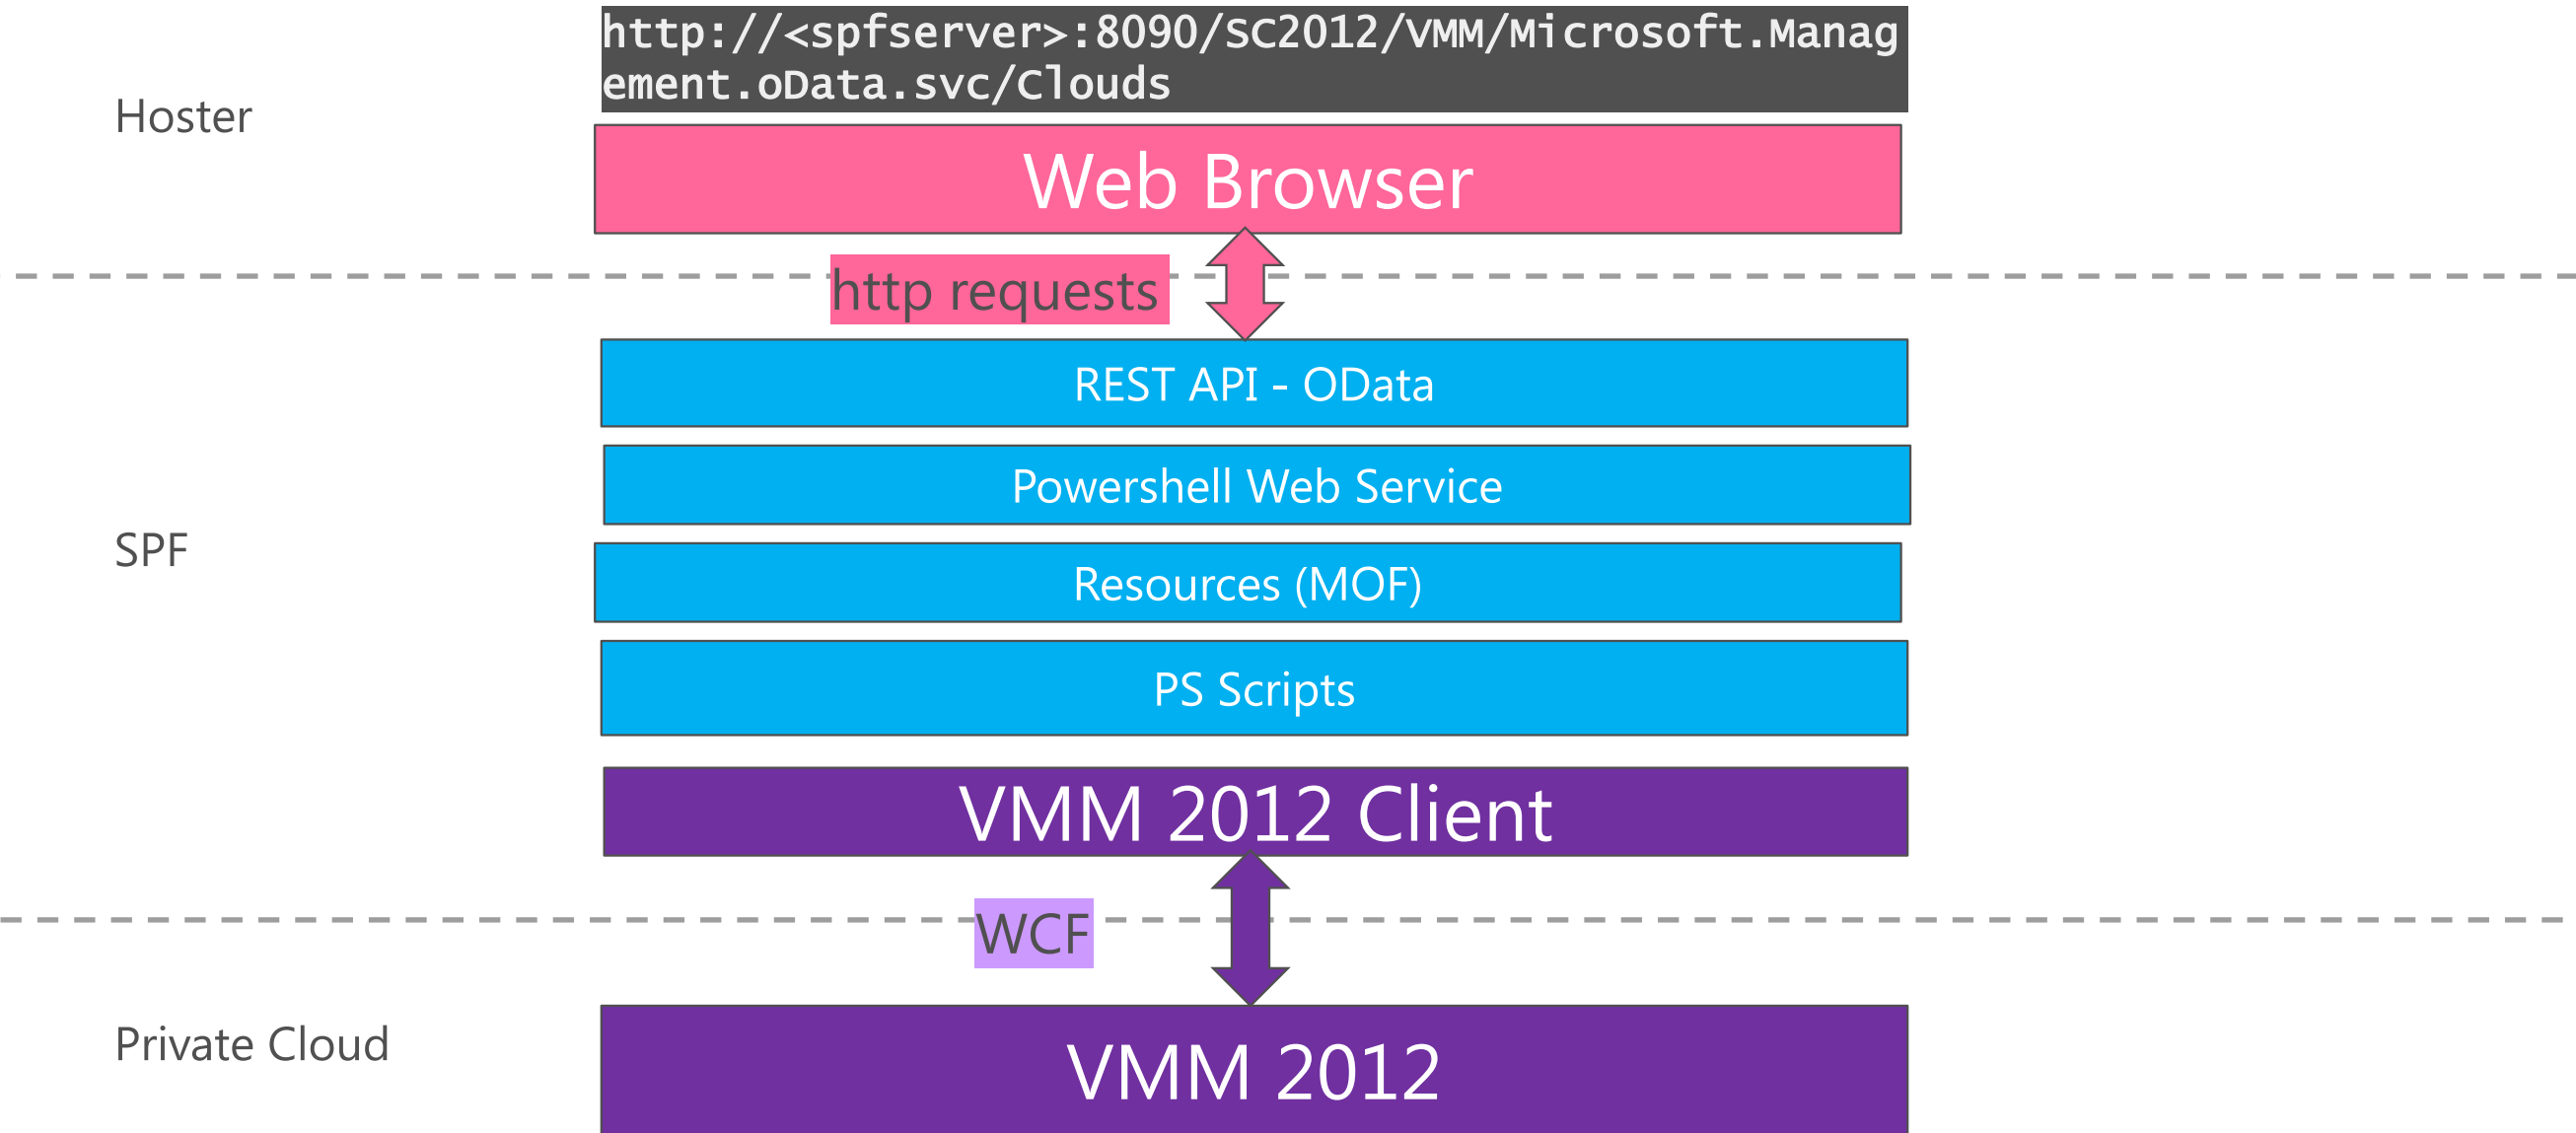 http://<spfserver>:8090/SC2012/VMM/Microsoft.Manag
ement.oData.svc/Clouds
Hoster
Web Browser
http requests
REST API - OData
Powershell Web Service
SPF
Resources (MOF)
PS Scripts
VMM 2012 Client
WCF
Private Cloud
VMM 2012